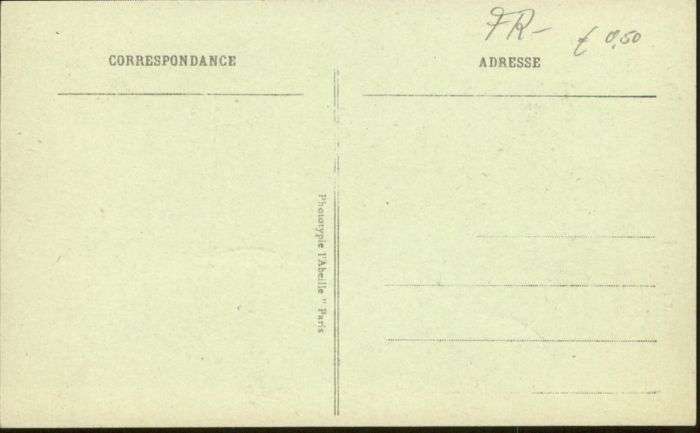 FR-
€ 0,50
CORRESPONDANCE
ADRESSE
Phototypie l'Abeille " Paris